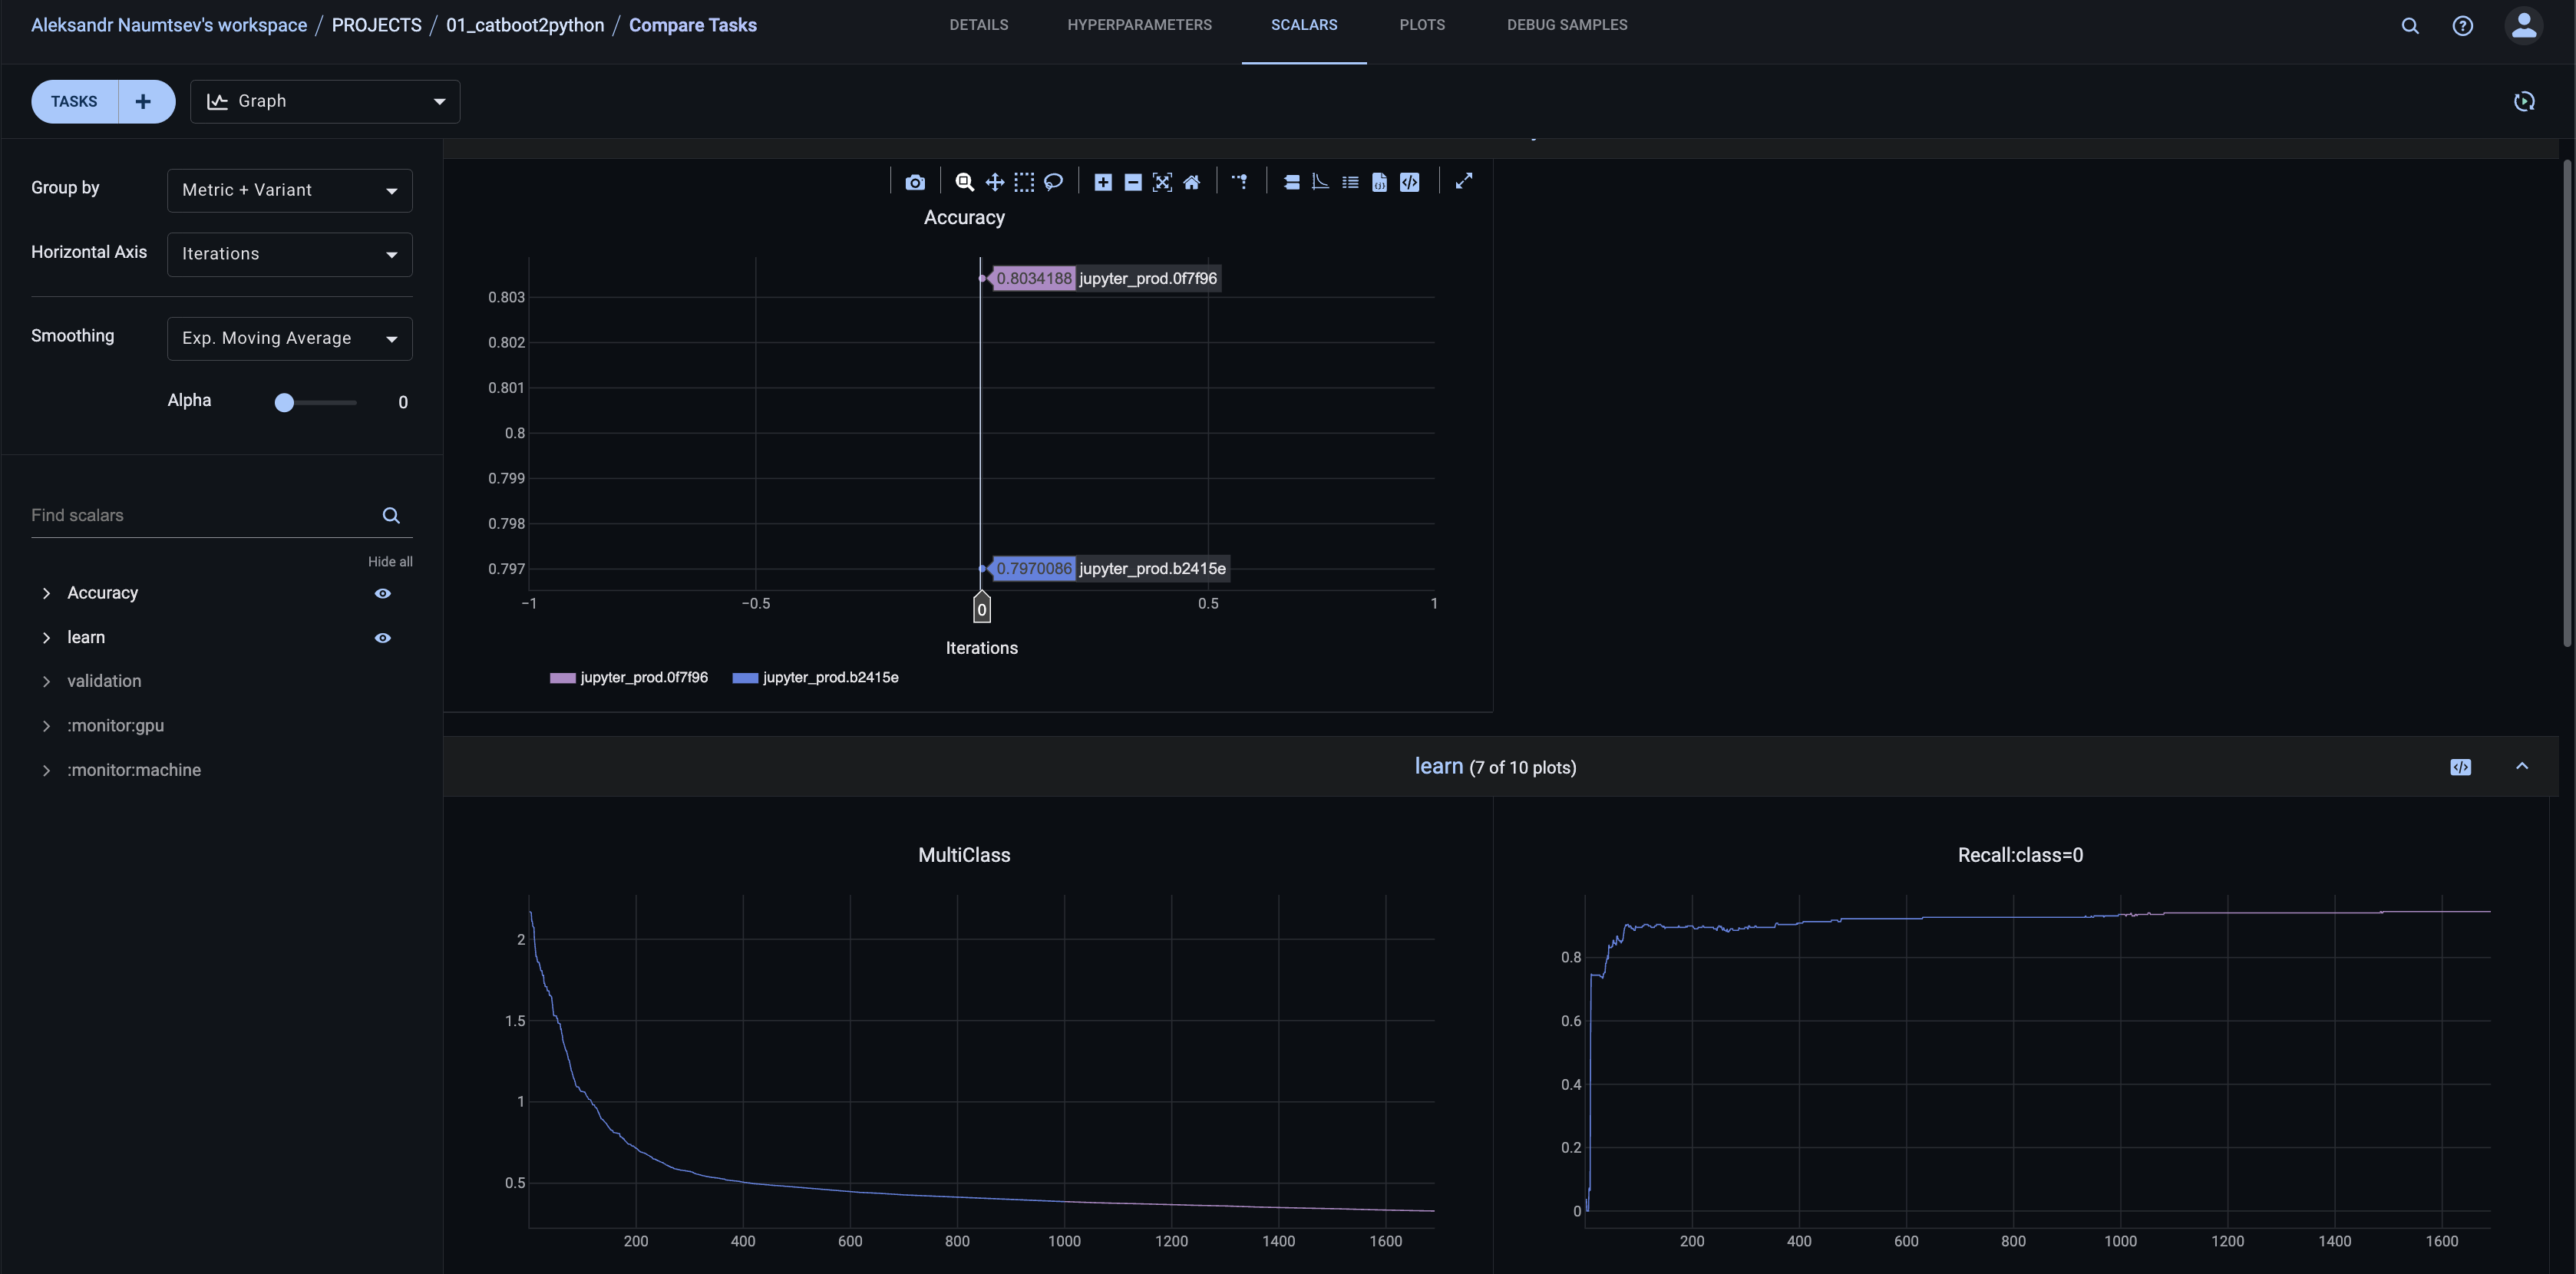 Aleksandr Naumtsev's workspace / PROJECTS / 01_catboot2python / Compare Tasks
DETAILS HYPERPARAMETERS SCALARS PLOTS DEBUG SAMPLES
TASKS + Graph
Group by Metric + Variant
Horizontal Axis Iterations
Smoothing Exp. Moving Average
Alpha 0
Find scalars
Hide all
Accuracy
learn
validation
:monitor:gpu
:monitor:machine
Accuracy
0.8034188 jupyter_prod.0f7f96
0.803
0.802
0.801
0.8
0.799
0.798
0.797
0.7970086 jupyter_prod.b2415e
−1 −0.5 0 0.5 1
Iterations
jupyter_prod.0f7f96 jupyter_prod.b2415e
learn (7 of 10 plots)
MultiClass
2
1.5
1
0.5
200 400 600 800 1000 1200 1400 1600
Recall:class=0
0.8
0.6
0.4
0.2
0
200 400 600 800 1000 1200 1400 1600